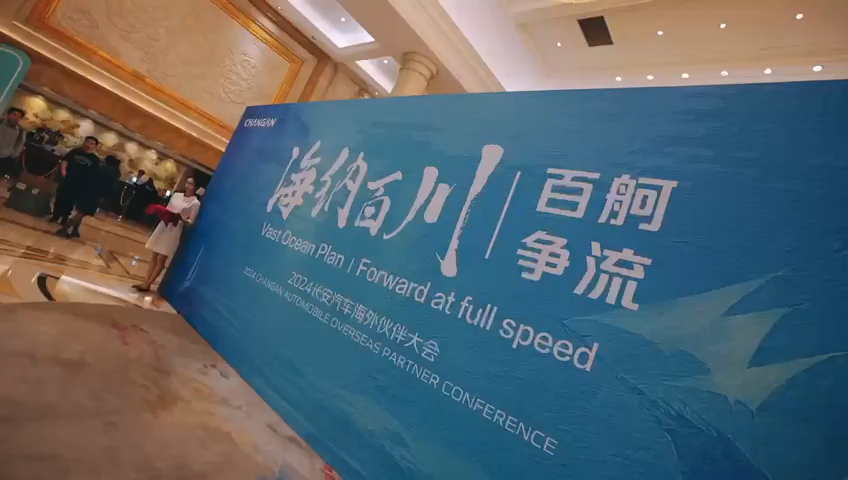 CHANGAN
海纳百川 | 百舸
争流
Vast Ocean Plan | Forward at full speed
2024长安汽车海外伙伴大会
2024 CHANGAN AUTOMOBILE OVERSEAS PARTNER CONFERENCE